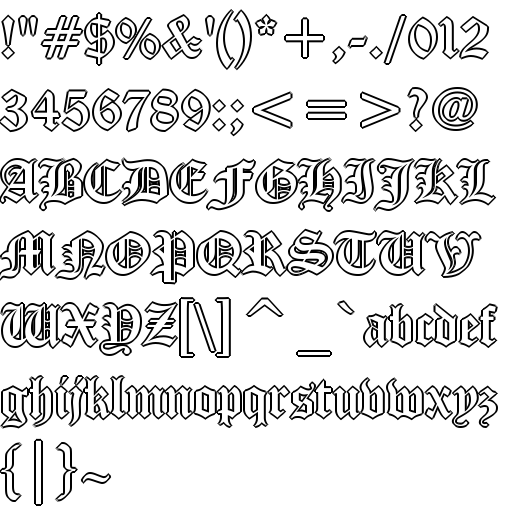 !"#$%&'()*+,-./012
3456789:;<=>?@
ABCDEFGHIJKL
MNOPQRSTUV
WXYZ[\]^_`abcdef
ghijklmnopqrstuvwxyz
{|}~